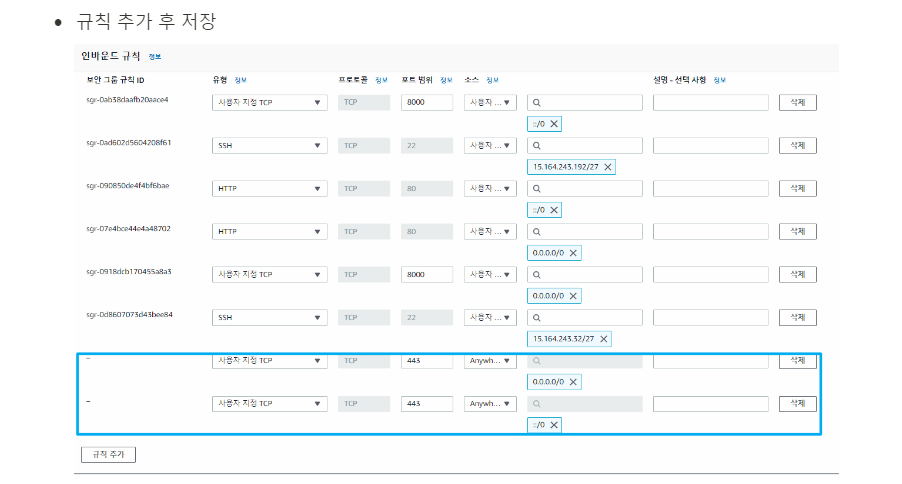 • 규칙 추가 후 저장
인바운드 규칙 정보
보안 그룹 규칙 ID 유형 정보 프로토콜 정보 포트 범위 정보 소스 정보 설명 - 선택 사항 정보
sgr-0ab38daafb20aace4 사용자 지정 TCP TCP 8000 사용자 ... 삭제
::/0
sgr-0ad602d5604208f61 SSH TCP 22 사용자 ... 삭제
15.164.243.192/27
sgr-090850de4f4bf6bae HTTP TCP 80 사용자 ... 삭제
::/0
sgr-07e4bce44e4a48702 HTTP TCP 80 사용자 ... 삭제
0.0.0.0/0
sgr-0918dcb170455a8a3 사용자 지정 TCP TCP 8000 사용자 ... 삭제
0.0.0.0/0
sgr-0d8607073d43bee84 SSH TCP 22 사용자 ... 삭제
15.164.243.32/27
– 사용자 지정 TCP TCP 443 Anywh... 삭제
0.0.0.0/0
– 사용자 지정 TCP TCP 443 Anywh... 삭제
::/0
규칙 추가